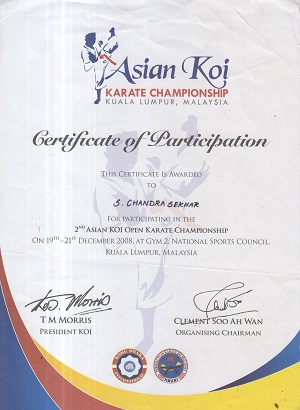 Asian Koi
KARATE CHAMPIONSHIP
KUALA LUMPUR, MALAYSIA
Certificate of Participation
THIS CERTIFICATE IS AWARDED
TO
S. CHANDRA SEKHAR
FOR PARTICIPATING IN THE
2ND ASIAN KOI OPEN KARATE CHAMPIONSHIP
ON 19TH-21ST DECEMBER 2008, AT GYM 2, NATIONAL SPORTS COUNCIL,
KUALA LUMPUR, MALAYSIA
T M MORRIS
PRESIDENT KOI
CLEMENT SOO AH WAN
ORGANISING CHAIRMAN